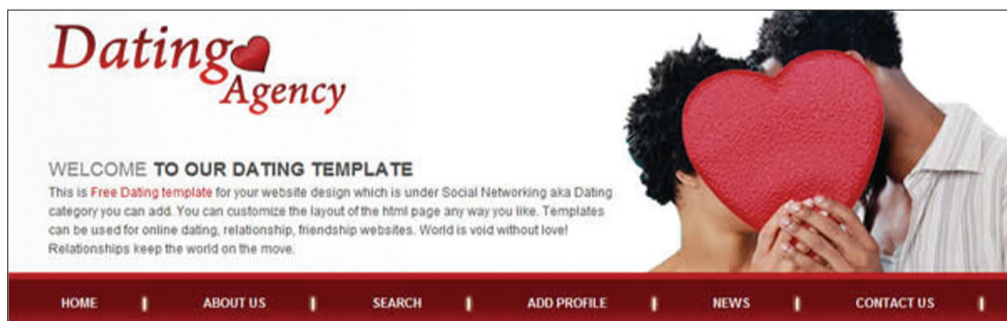 Dating
Agency
WELCOME TO OUR DATING TEMPLATE
This is Free Dating template for your website design which is under Social Networking aka Dating
category you can add. You can customize the layout of the html page any way you like. Templates
can be used for online dating, relationship, friendship websites. World is void without love!
Relationships keep the world on the move.
HOME ABOUT US SEARCH ADD PROFILE NEWS CONTACT US